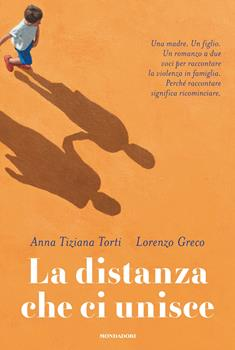 Una madre. Un figlio.
Un romanzo a due
voci per raccontare
la violenza in famiglia.
Perché raccontare
significa ricominciare.
Anna Tiziana Torti Lorenzo Greco
La distanza
che ci unisce
MONDADORI